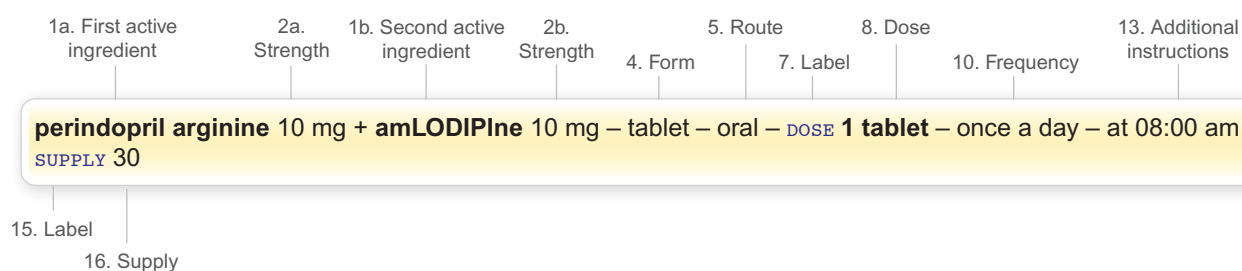 1a. First active
ingredient
2a.
Strength
1b. Second active
ingredient
2b.
Strength
4. Form
5. Route
7. Label
8. Dose
10. Frequency
13. Additional
instructions
perindopril arginine 10 mg + amLODIPIne 10 mg – tablet – oral – DOSE 1 tablet – once a day – at 08:00 am
SUPPLY 30
15. Label
16. Supply